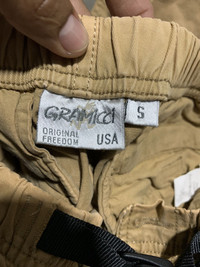 GRAMICCI
S
ORIGINAL
FREEDOM USA